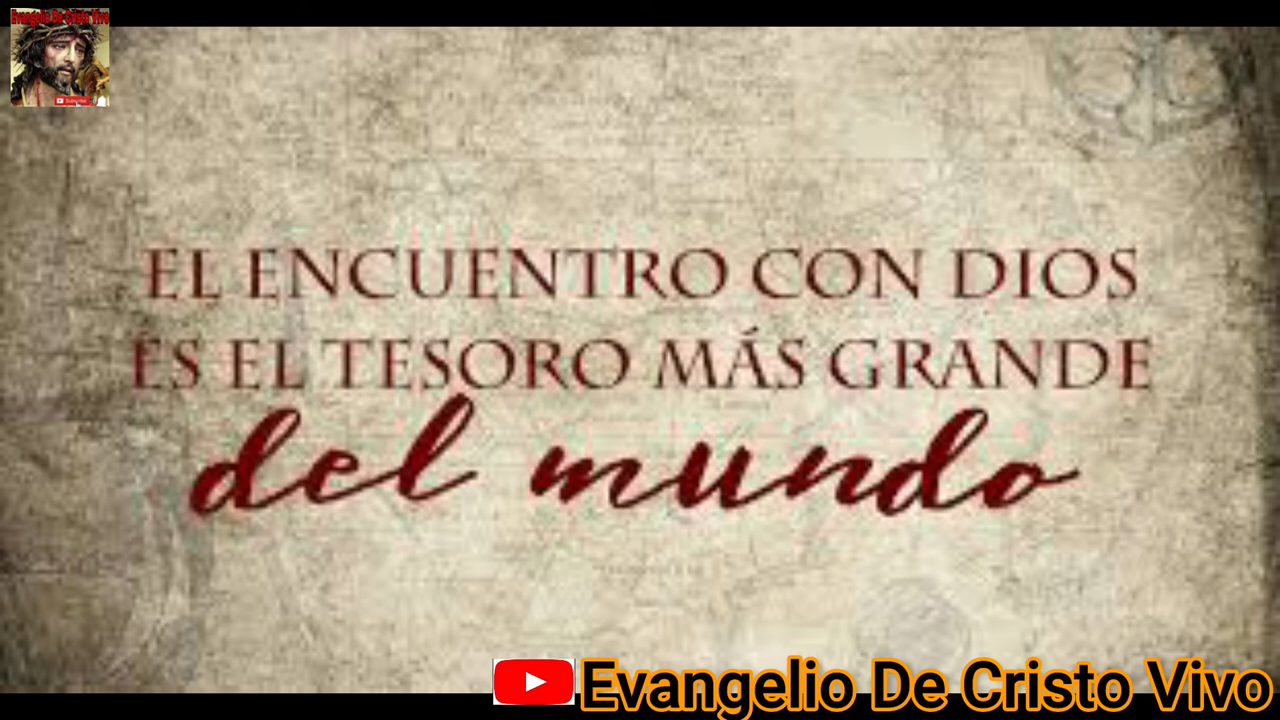 Evangelio De Cristo Vivo
Subscribe
EL ENCUENTRO CON DIOS
ES EL TESORO MÁS GRANDE
del mundo
Evangelio De Cristo Vivo